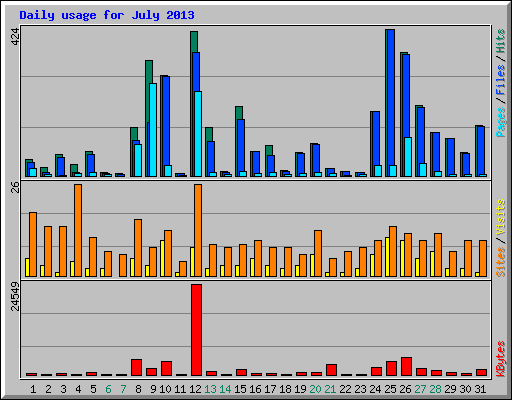 Daily usage for July 2013
424
Pages / Files / Hits
26
Sites / Visits
24549
KBytes
1 2 3 4 5 6 7 8 9 10 11 12 13 14 15 16 17 18 19 20 21 22 23 24 25 26 27 28 29 30 31